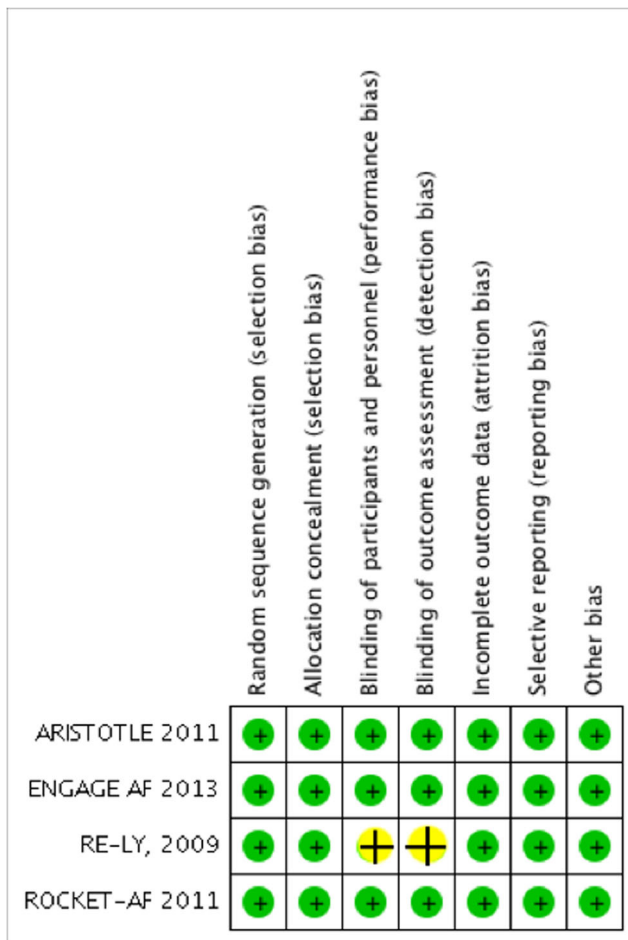 Random sequence generation (selection bias)
Allocation concealment (selection bias)
Blinding of participants and personnel (performance bias)
Blinding of outcome assessment (detection bias)
Incomplete outcome data (attrition bias)
Selective reporting (reporting bias)
Other bias
ARISTOTLE 2011 + + + + + + +
ENGAGE AF 2013 + + + + + + +
RE-LY, 2009 + + + + + + +
ROCKET-AF 2011 + + + + + + +